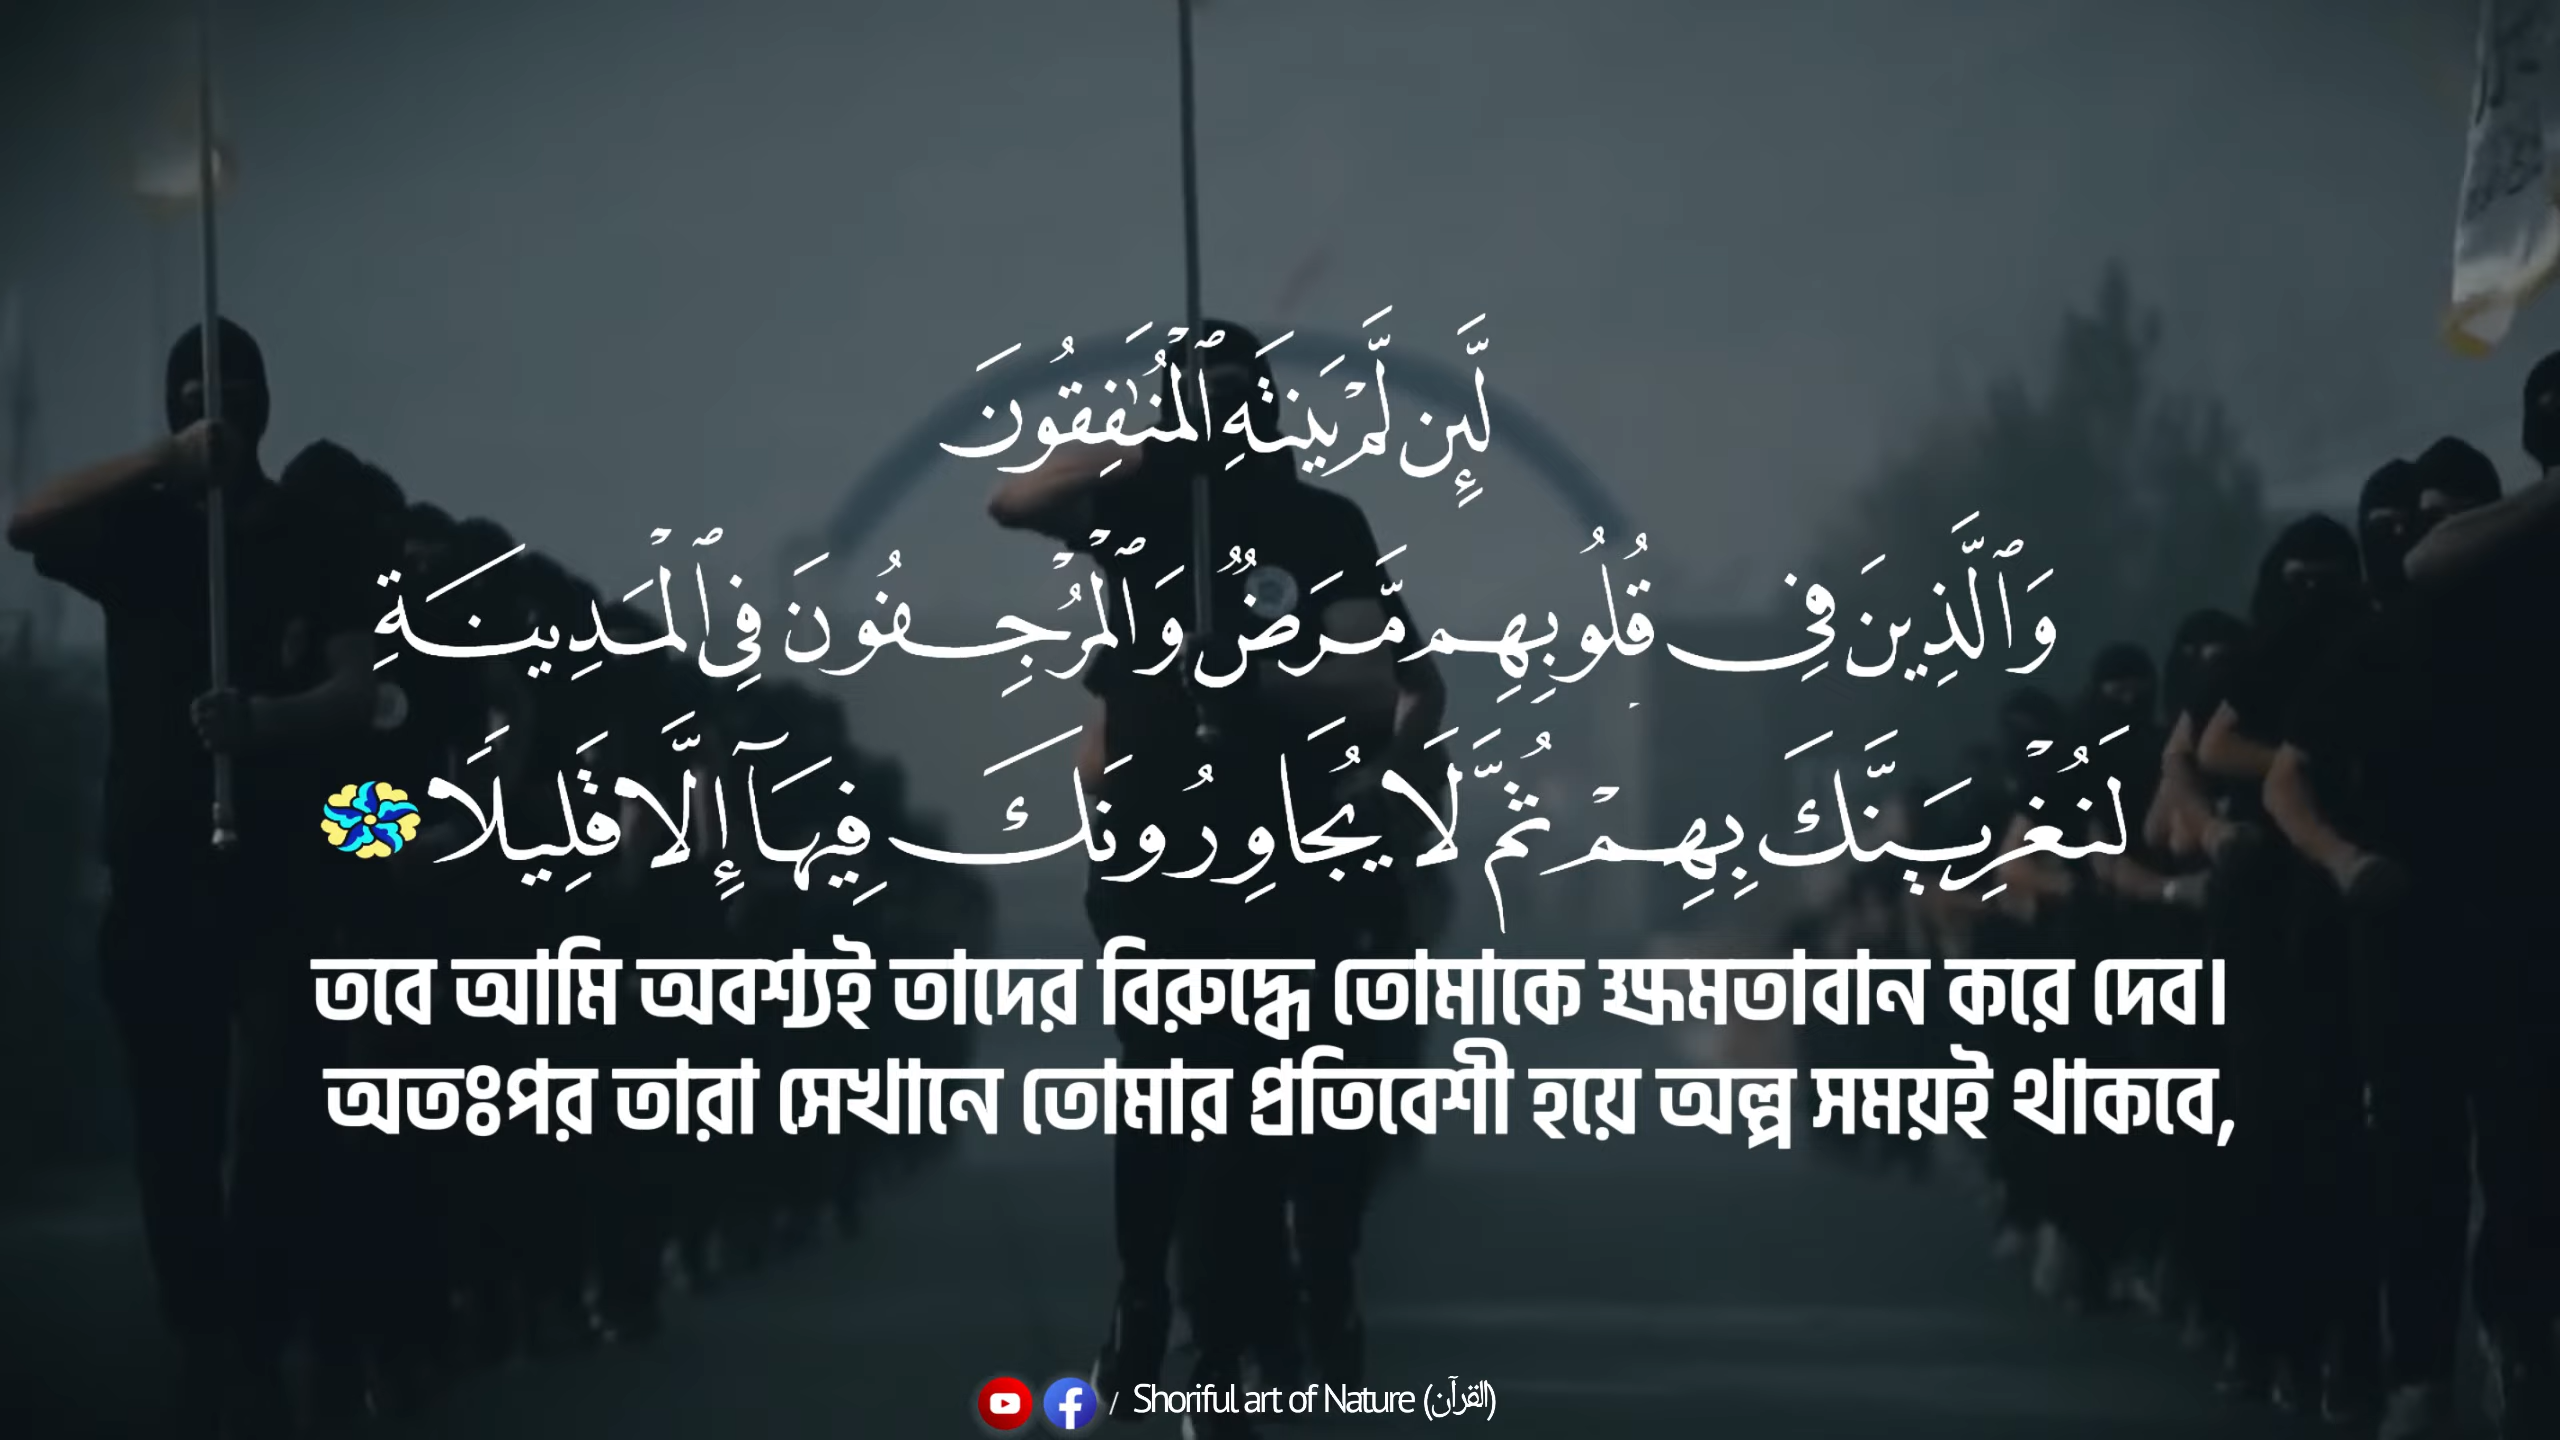 لَّئِن لَّمْ يَنتَهِ ٱلْمُنَٰفِقُونَ
وَٱلَّذِينَ فِى قُلُوبِهِم مَّرَضٌ وَٱلْمُرْجِفُونَ فِى ٱلْمَدِينَةِ
لَنُغْرِيَنَّكَ بِهِمْ ثُمَّ لَا يُجَاوِرُونَكَ فِيهَآ إِلَّا قَلِيلًا
তবে আমি অবশ্যই তাদের বিরুদ্ধে তোমাকে ক্ষমতাবান করে দেব।
অতঃপর তারা সেখানে তোমার প্রতিবেশী হয়ে অল্প সময়ই থাকবে,
/ Shoriful art of Nature (القرآن)